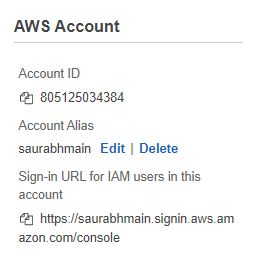 AWS Account
Account ID
805125034384
Account Alias
saurabhmain Edit | Delete
Sign-in URL for IAM users in this
account
https://saurabhmain.signin.aws.am
azon.com/console